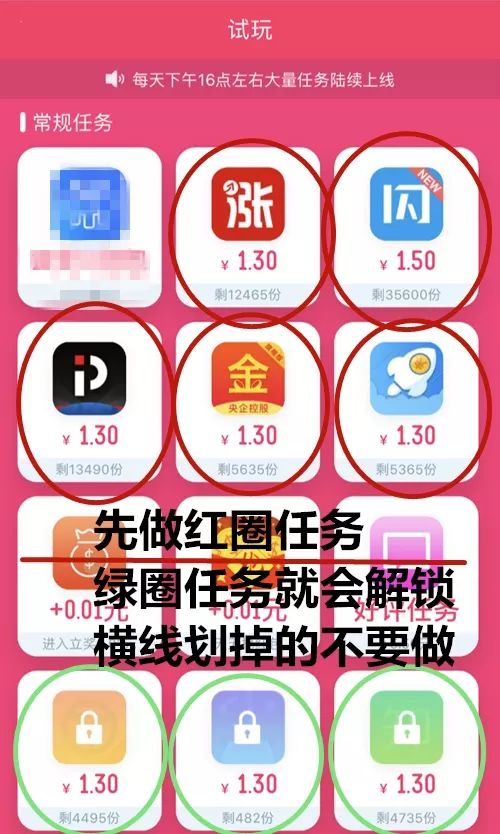 试玩
每天下午16点左右大量任务陆续上线
常规任务
涨
闪
NEW
¥ 1.30
¥ 1.50
剩12465份
剩35600份
iP
金
央企控股
¥ 1.30
¥ 1.30
¥ 1.30
剩13490份
剩5635份
剩5365份
先做红圈任务
+0.01元
+0.01元
好评任务
绿圈任务就会解锁
进入立奖
横线划掉的不要做
¥ 1.30
¥ 1.30
¥ 1.30
剩4495份
剩482份
剩4735份